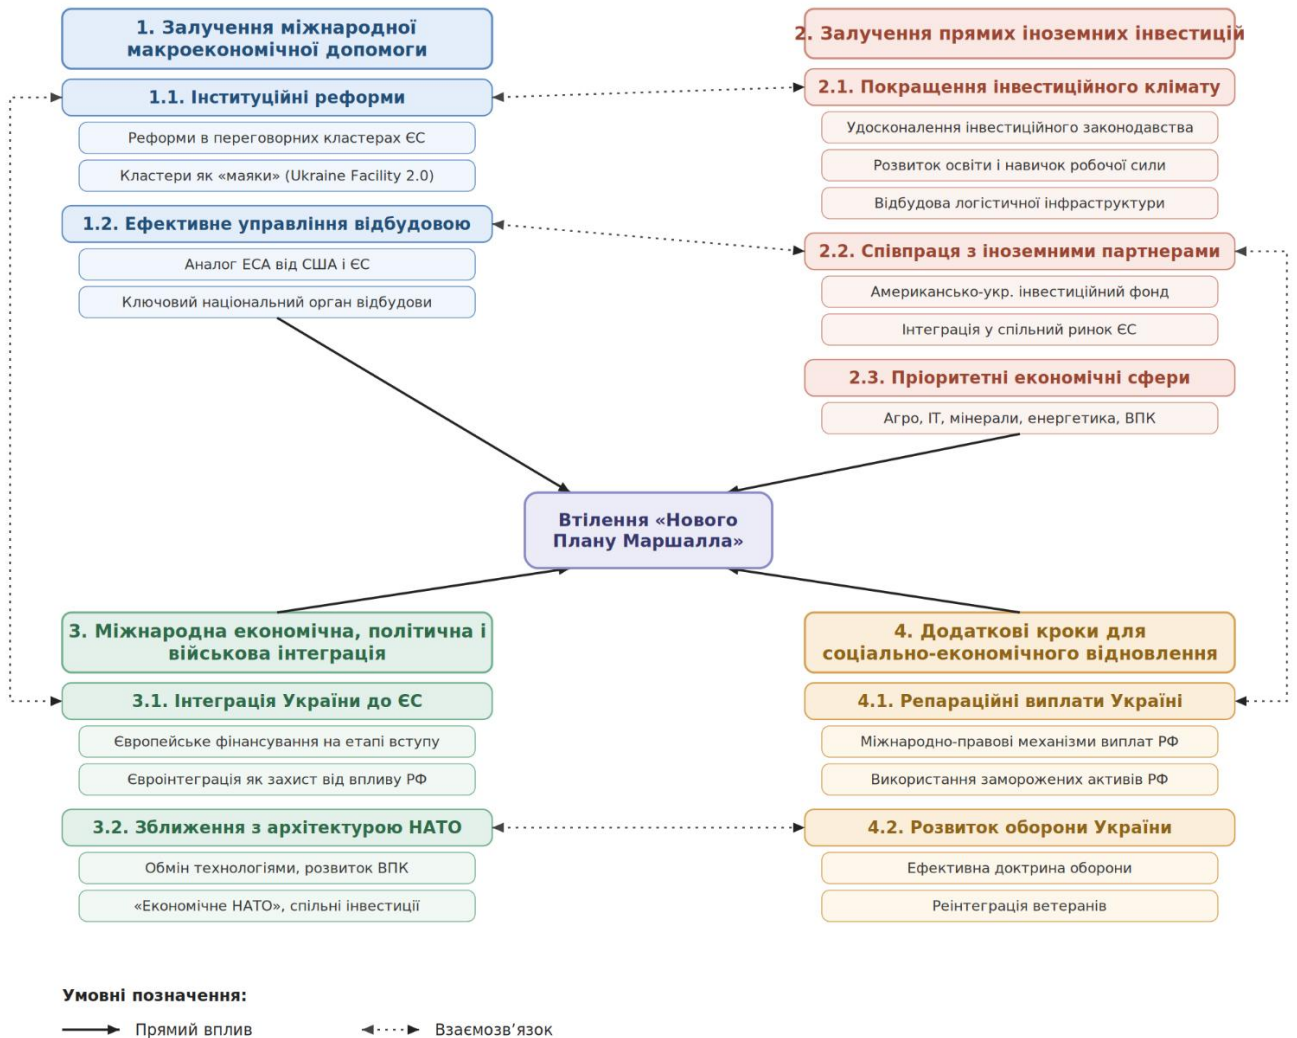 1. Залучення міжнародної
макроекономічної допомоги
1.1. Інституційні реформи
Реформи в переговорних кластерах ЄС
Кластери як «маяки» (Ukraine Facility 2.0)
1.2. Ефективне управління відбудовою
Аналог ЕСА від США і ЄС
Ключовий національний орган відбудови
2. Залучення прямих іноземних інвестицій
2.1. Покращення інвестиційного клімату
Удосконалення інвестиційного законодавства
Розвиток освіти і навичок робочої сили
Відбудова логістичної інфраструктури
2.2. Співпраця з іноземними партнерами
Американсько-укр. інвестиційний фонд
Інтеграція у спільний ринок ЄС
2.3. Пріоритетні економічні сфери
Агро, ІТ, мінерали, енергетика, ВПК
Втілення «Нового
Плану Маршалла»
3. Міжнародна економічна, політична і
військова інтеграція
3.1. Інтеграція України до ЄС
Європейське фінансування на етапі вступу
Євроінтеграція як захист від впливу РФ
3.2. Зближення з архітектурою НАТО
Обмін технологіями, розвиток ВПК
«Економічне НАТО», спільні інвестиції
4. Додаткові кроки для
соціально-економічного відновлення
4.1. Репараційні виплати Україні
Міжнародно-правові механізми виплат РФ
Використання заморожених активів РФ
4.2. Розвиток оборони України
Ефективна доктрина оборони
Реінтеграція ветеранів
Умовні позначення:
Прямий вплив
Взаємозв’язок